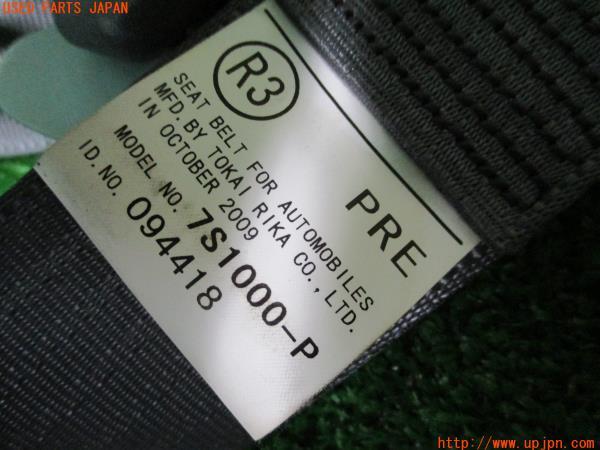 USED PARTS JAPAN
R3
PRE
SEAT BELT FOR AUTOMOBILES
MFD.BY TOKAI RIKA CO.,LTD.
IN OCTOBER 2009
MODEL NO. 7S1000-P
ID.NO. 094418
http://www.upjpn.com/